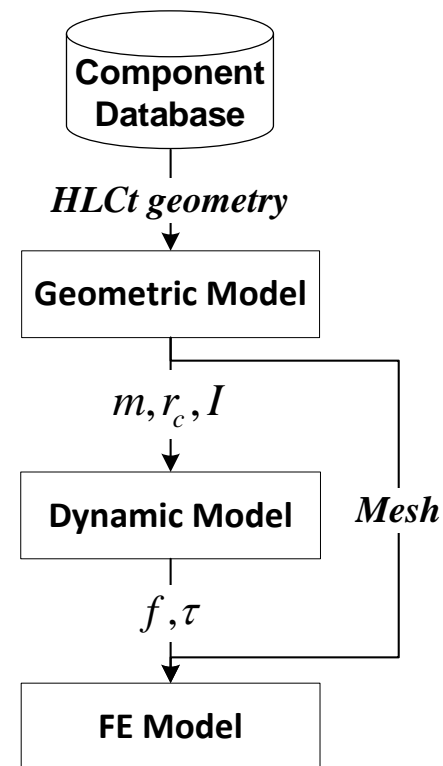 Component
Database
HLCt geometry
Geometric Model
m, r_c, I
Dynamic Model
Mesh
f, τ
FE Model